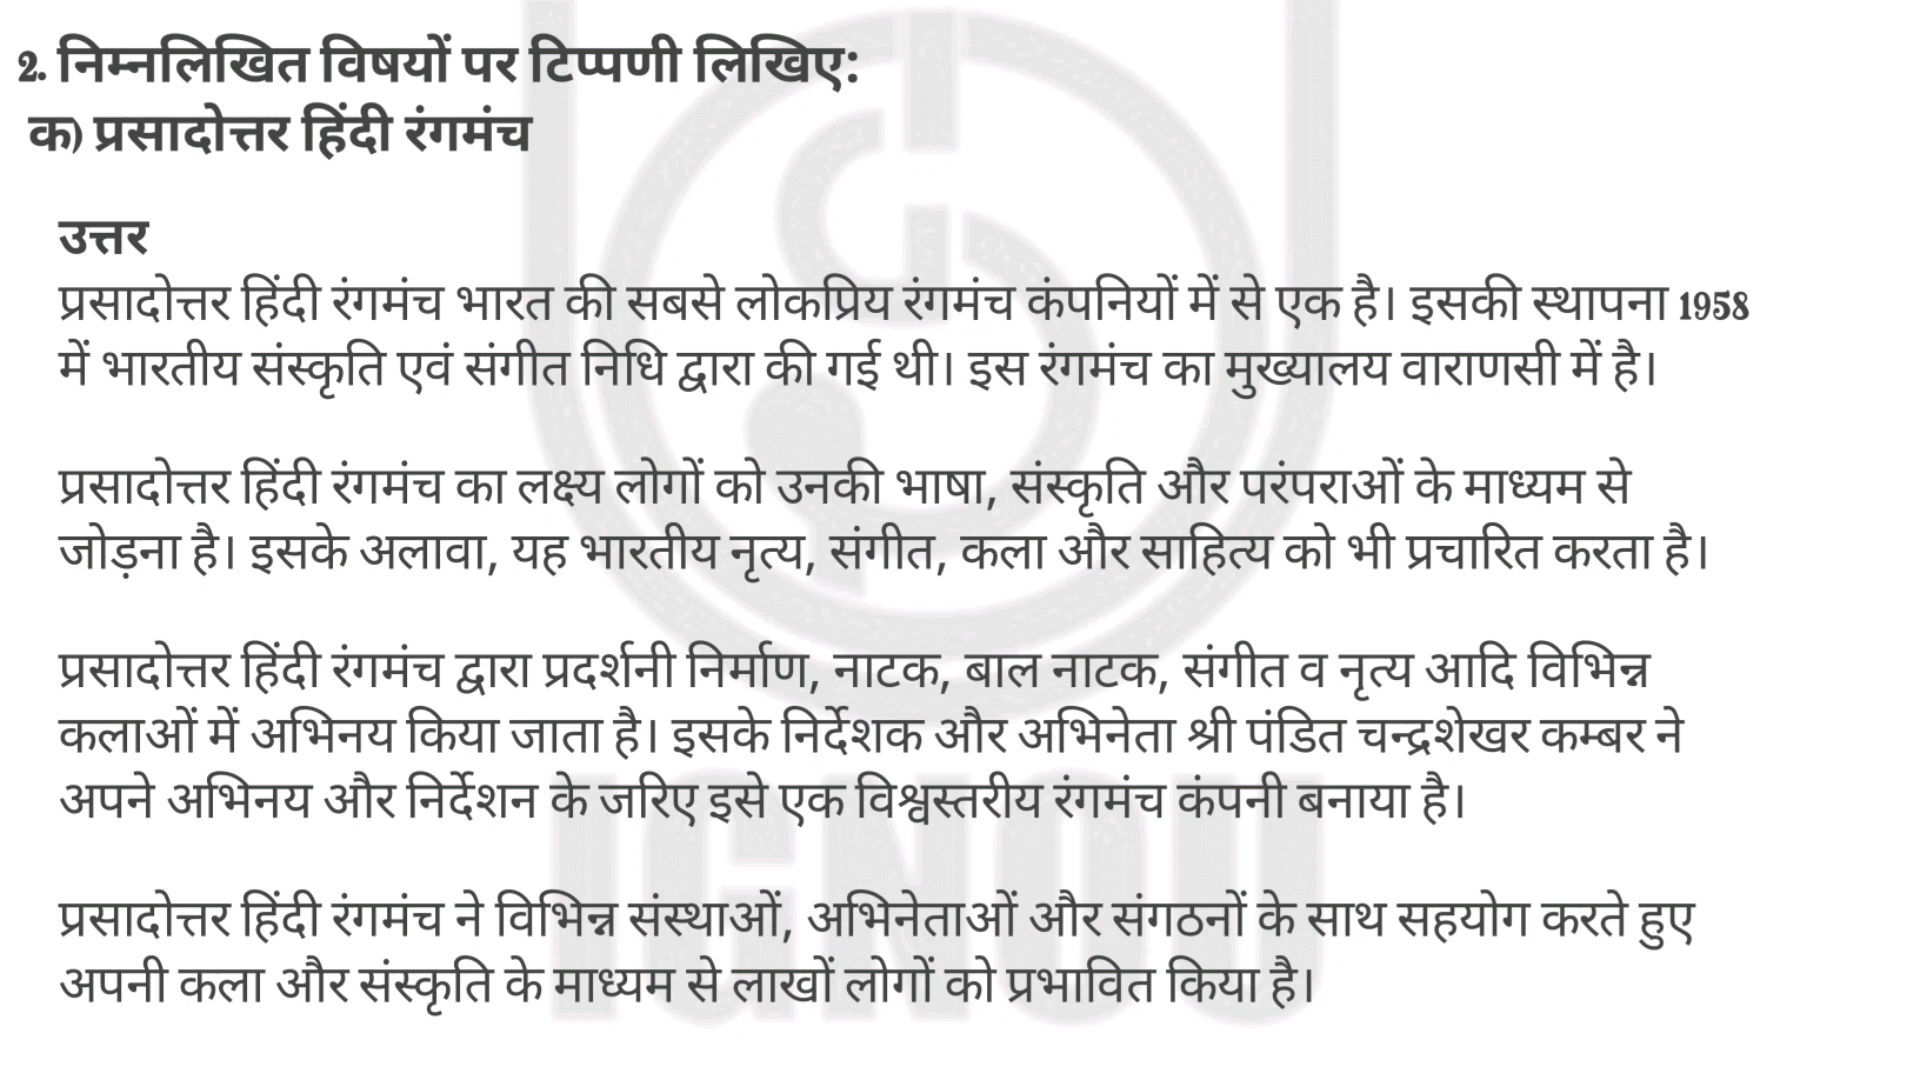 2. निम्नलिखित विषयों पर टिप्पणी लिखिए:
क) प्रसादोत्तर हिंदी रंगमंच
उत्तर
प्रसादोत्तर हिंदी रंगमंच भारत की सबसे लोकप्रिय रंगमंच कंपनियों में से एक है। इसकी स्थापना 1958
में भारतीय संस्कृति एवं संगीत निधि द्वारा की गई थी। इस रंगमंच का मुख्यालय वाराणसी में है।
प्रसादोत्तर हिंदी रंगमंच का लक्ष्य लोगों को उनकी भाषा, संस्कृति और परंपराओं के माध्यम से
जोड़ना है। इसके अलावा, यह भारतीय नृत्य, संगीत, कला और साहित्य को भी प्रचारित करता है।
प्रसादोत्तर हिंदी रंगमंच द्वारा प्रदर्शनी निर्माण, नाटक, बाल नाटक, संगीत व नृत्य आदि विभिन्न
कलाओं में अभिनय किया जाता है। इसके निर्देशक और अभिनेता श्री पंडित चन्द्रशेखर कम्बर ने
अपने अभिनय और निर्देशन के जरिए इसे एक विश्वस्तरीय रंगमंच कंपनी बनाया है।
प्रसादोत्तर हिंदी रंगमंच ने विभिन्न संस्थाओं, अभिनेताओं और संगठनों के साथ सहयोग करते हुए
अपनी कला और संस्कृति के माध्यम से लाखों लोगों को प्रभावित किया है।
IGNOU